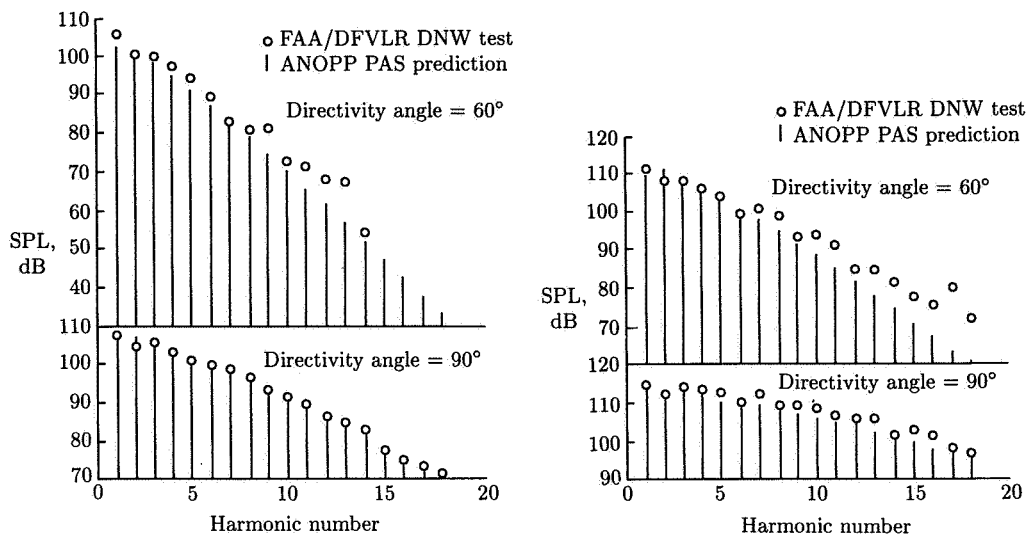 FAA/DFVLR DNW test
ANOPP PAS prediction
Directivity angle = 60°
110
100
90
80
70
60
50
40
SPL,
dB
110
100
90
80
70
Directivity angle = 90°
0
5
10
15
20
Harmonic number
FAA/DFVLR DNW test
ANOPP PAS prediction
Directivity angle = 60°
120
110
100
90
80
70
SPL,
dB
120
110
100
90
Directivity angle = 90°
0
5
10
15
20
Harmonic number